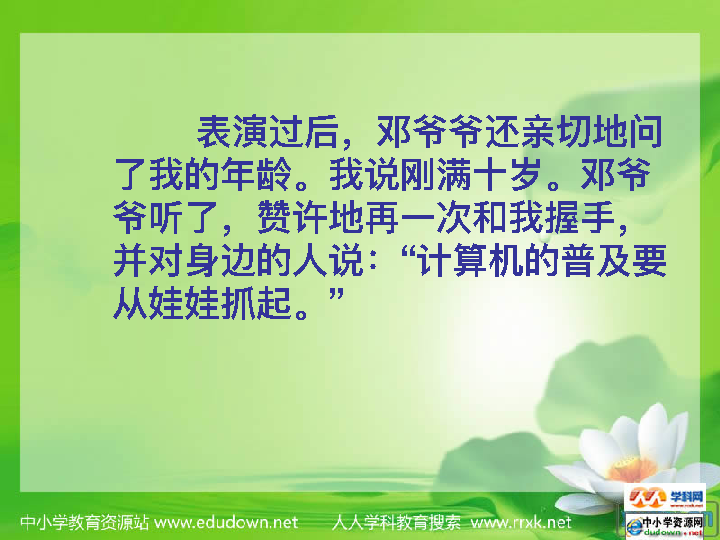 表演过后，邓爷爷还亲切地问
了我的年龄。我说刚满十岁。邓爷
爷听了，赞许地再一次和我握手，
并对身边的人说：“计算机的普及要
从娃娃抓起。”
中小学教育资源站 www.edudown.net 人人学科教育搜索 www.rrxk.net
学科网
www.rrxk.net
中小学资源网
edudown.net